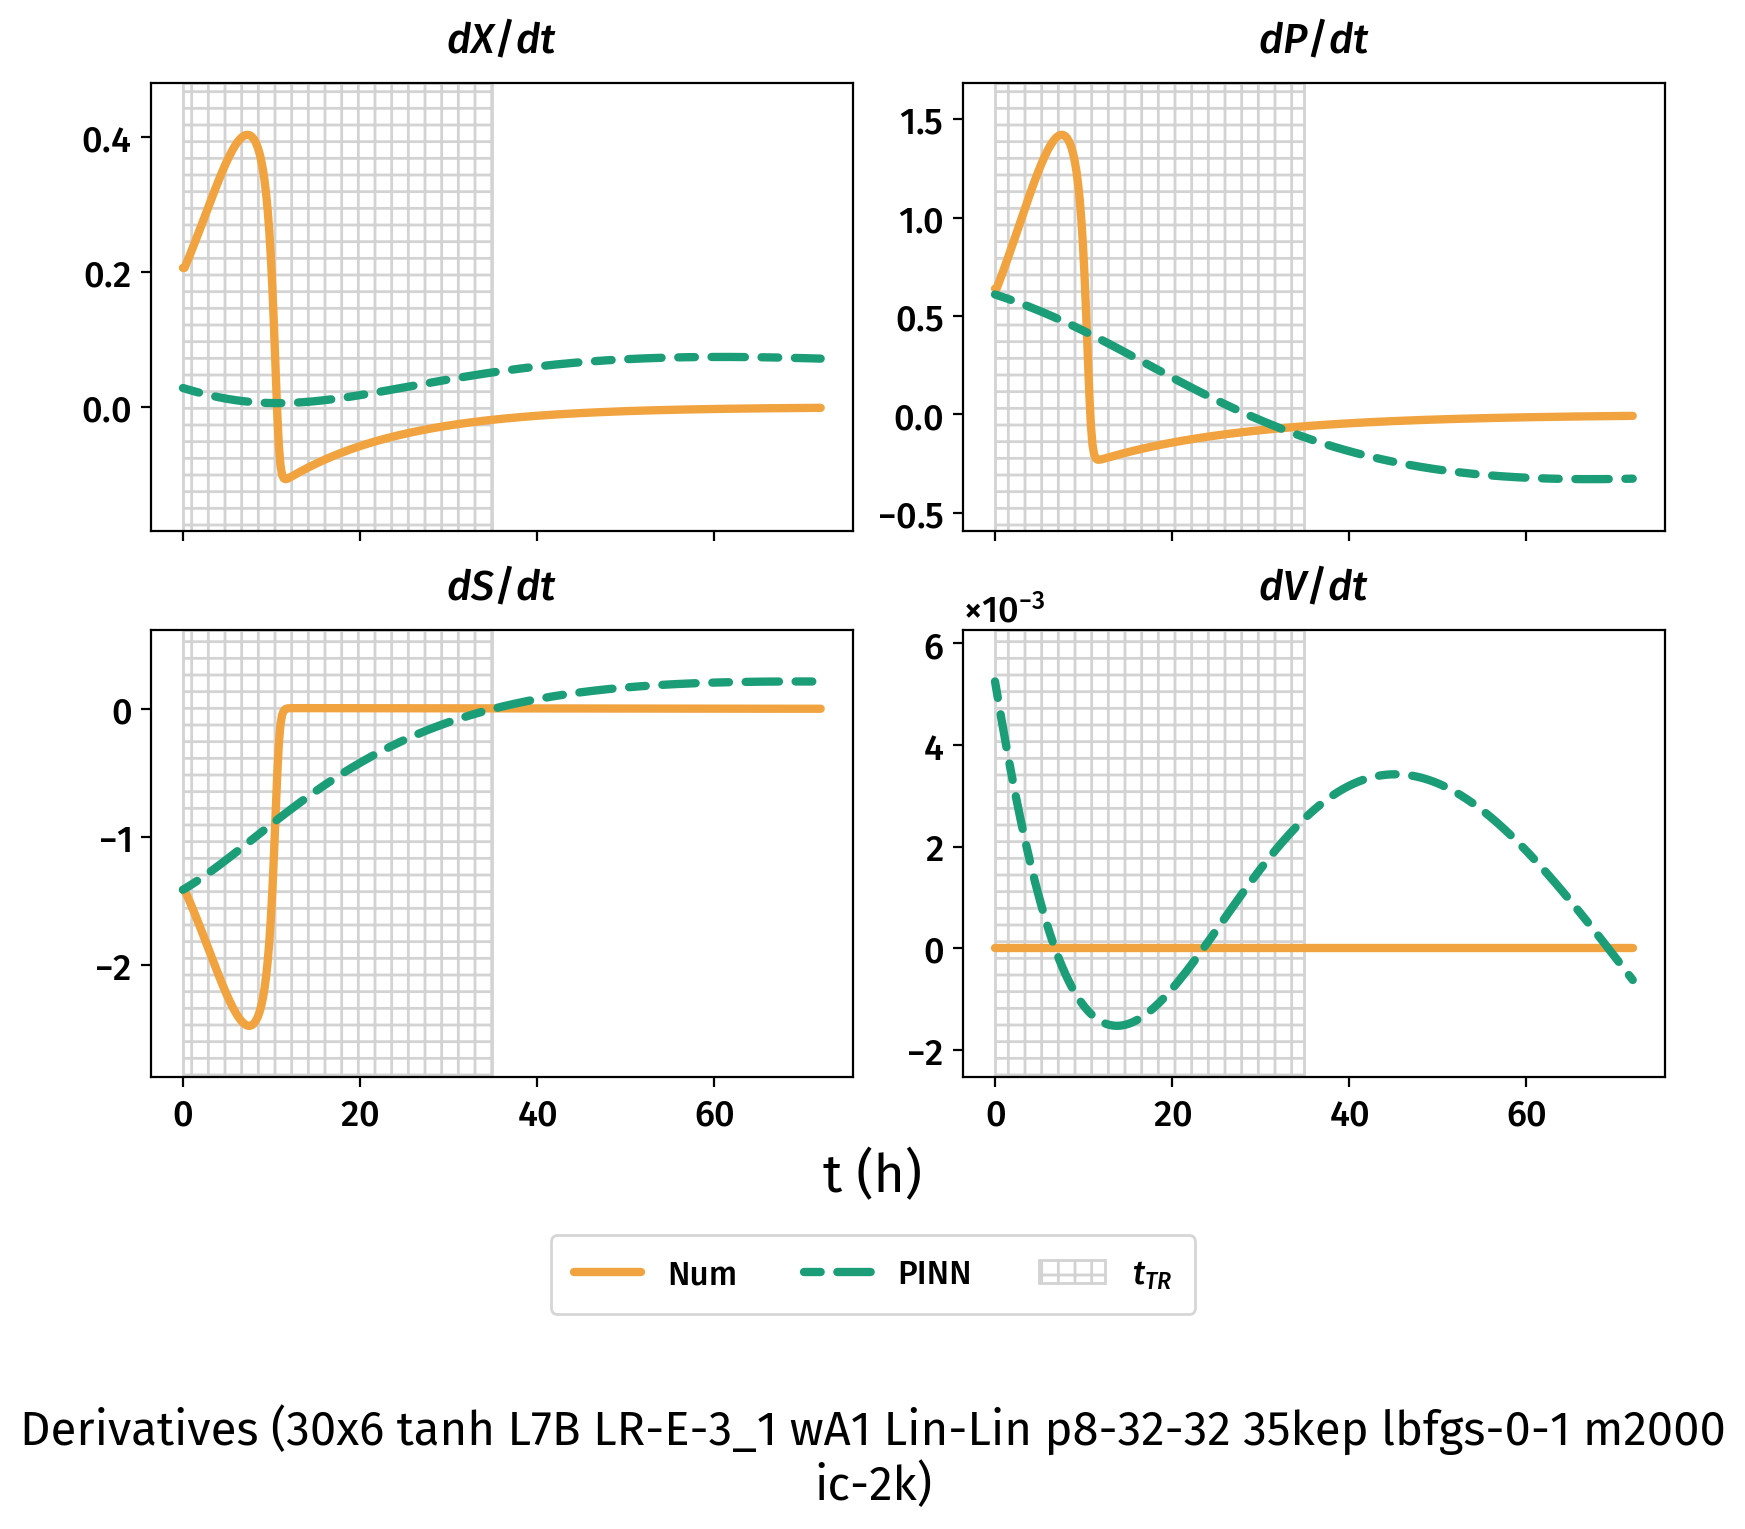 dX/dt
dP/dt
0.4
0.2
0.0
1.5
1.0
0.5
0.0
−0.5
dS/dt
dV/dt
×10⁻³
0
−1
−2
6
4
2
0
−2
0 20 40 60
0 20 40 60
t (h)
Num PINN t_TR
Derivatives (30x6 tanh L7B LR-E-3_1 wA1 Lin-Lin p8-32-32 35kep lbfgs-0-1 m2000
ic-2k)